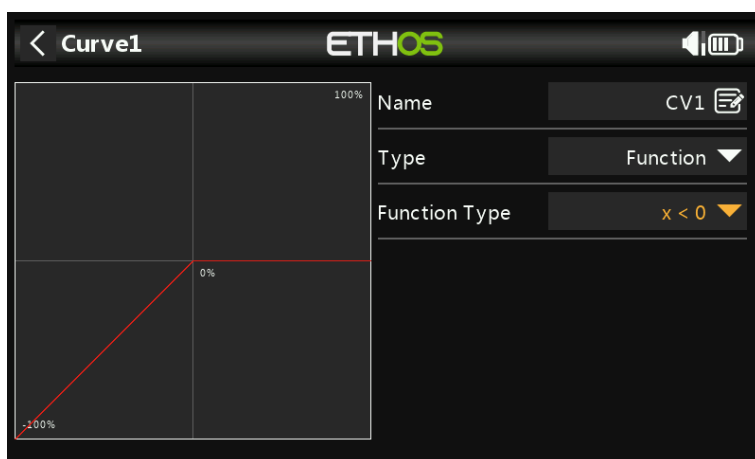 Curve1
ETHOS
100%
Name
CV1
Type
Function
Function Type
x < 0
0%
-100%